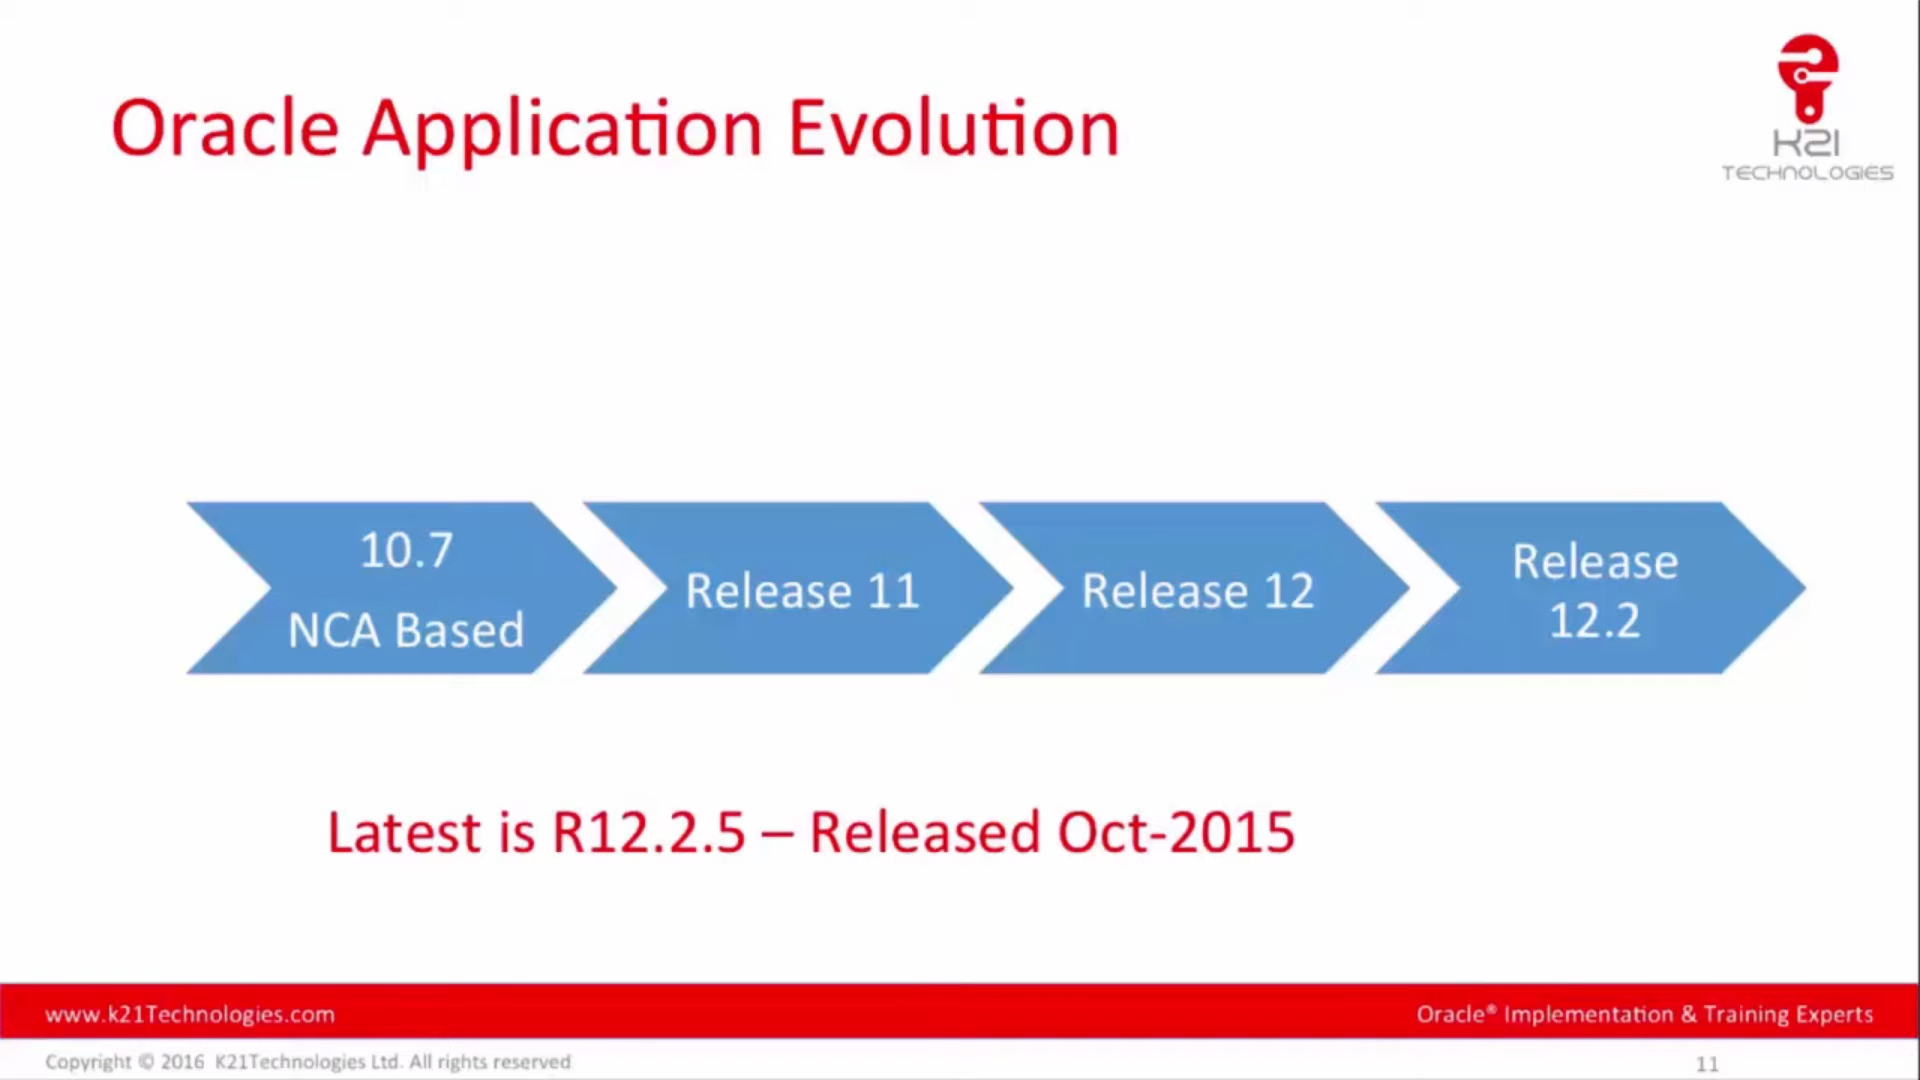 Oracle Application Evolution
K21
TECHNOLOGIES
10.7
NCA Based
Release 11
Release 12
Release
12.2
Latest is R12.2.5 – Released Oct-2015
www.k21Technologies.com
Oracle® Implementation & Training Experts
Copyright © 2016 K21Technologies Ltd. All rights reserved
11